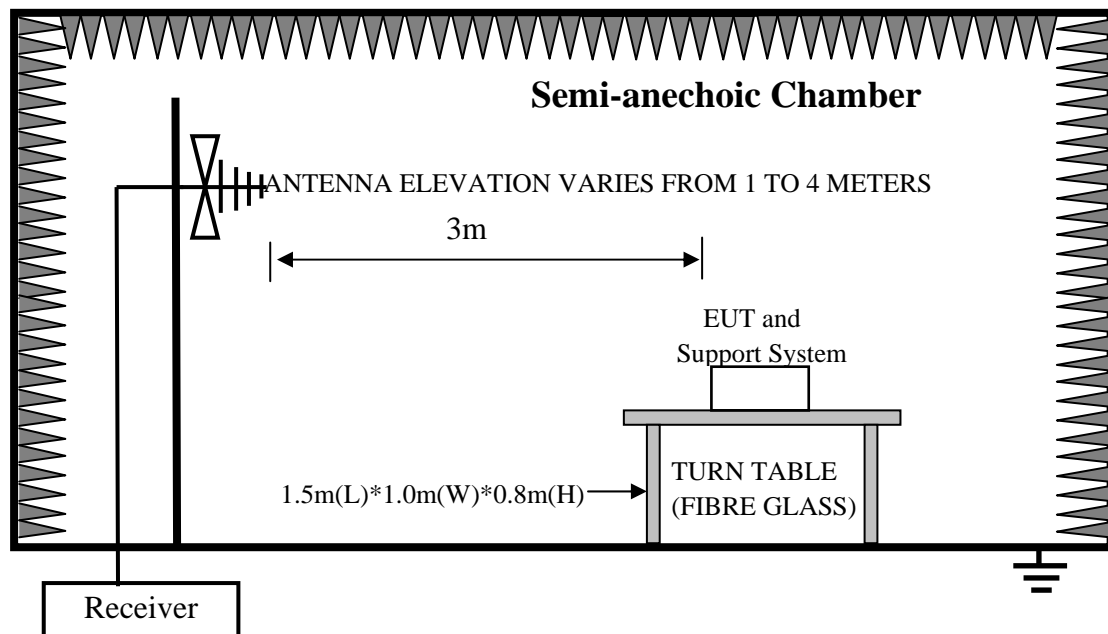 Semi-anechoic Chamber
ANTENNA ELEVATION VARIES FROM 1 TO 4 METERS
3m
EUT and
Support System
1.5m(L)*1.0m(W)*0.8m(H)
TURN TABLE
(FIBRE GLASS)
Receiver